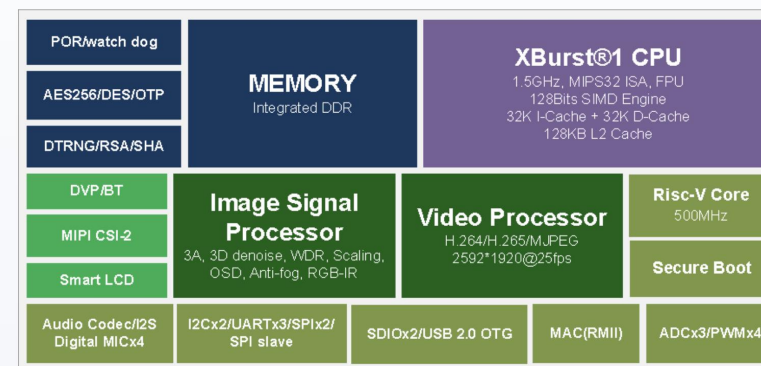 POR/watch dog
AES256/DES/OTP
DTRNG/RSA/SHA
MEMORY
Integrated DDR
XBurst®1 CPU
1.5GHz, MIPS32 ISA, FPU
128Bits SIMD Engine
32K I-Cache + 32K D-Cache
128KB L2 Cache
DVP/BT
MIPI CSI-2
Smart LCD
Image Signal
Processor
3A, 3D denoise, WDR, Scaling,
OSD, Anti-fog, RGB-IR
Video Processor
H.264/H.265/MJPEG
2592*1920@25fps
Risc-V Core
500MHz
Secure Boot
Audio Codec/I2S
Digital MICx4
I2Cx2/UARTx3/SPIx2/
SPI slave
SDIOx2/USB 2.0 OTG
MAC(RMII)
ADCx3/PWMx4